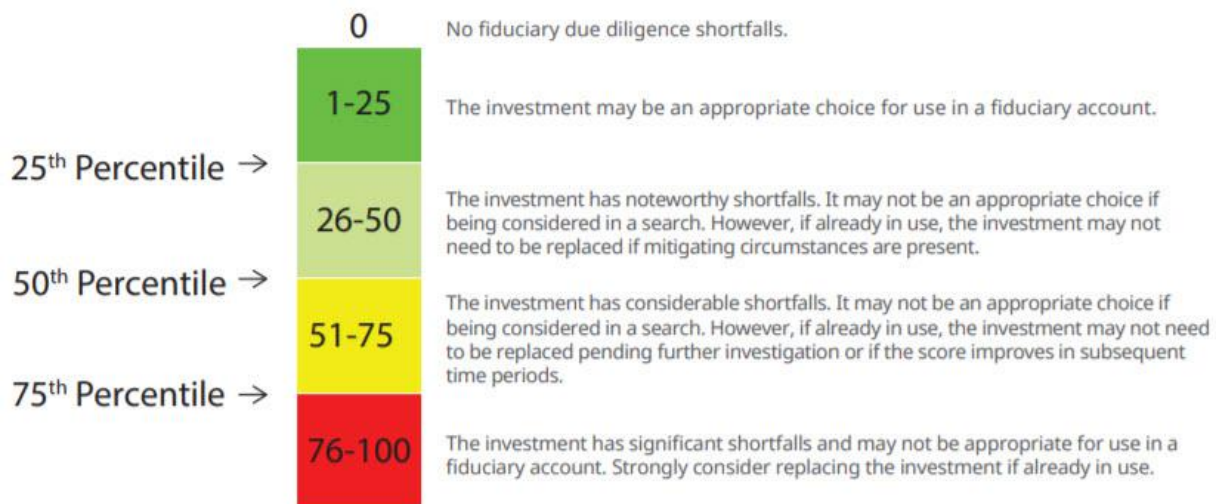 0
No fiduciary due diligence shortfalls.
1-25
The investment may be an appropriate choice for use in a fiduciary account.
25th Percentile →
26-50
The investment has noteworthy shortfalls. It may not be an appropriate choice if
being considered in a search. However, if already in use, the investment may not
need to be replaced if mitigating circumstances are present.
50th Percentile →
51-75
The investment has considerable shortfalls. It may not be an appropriate choice if
being considered in a search. However, if already in use, the investment may not need
to be replaced pending further investigation or if the score improves in subsequent
time periods.
75th Percentile →
76-100
The investment has significant shortfalls and may not be appropriate for use in a
fiduciary account. Strongly consider replacing the investment if already in use.